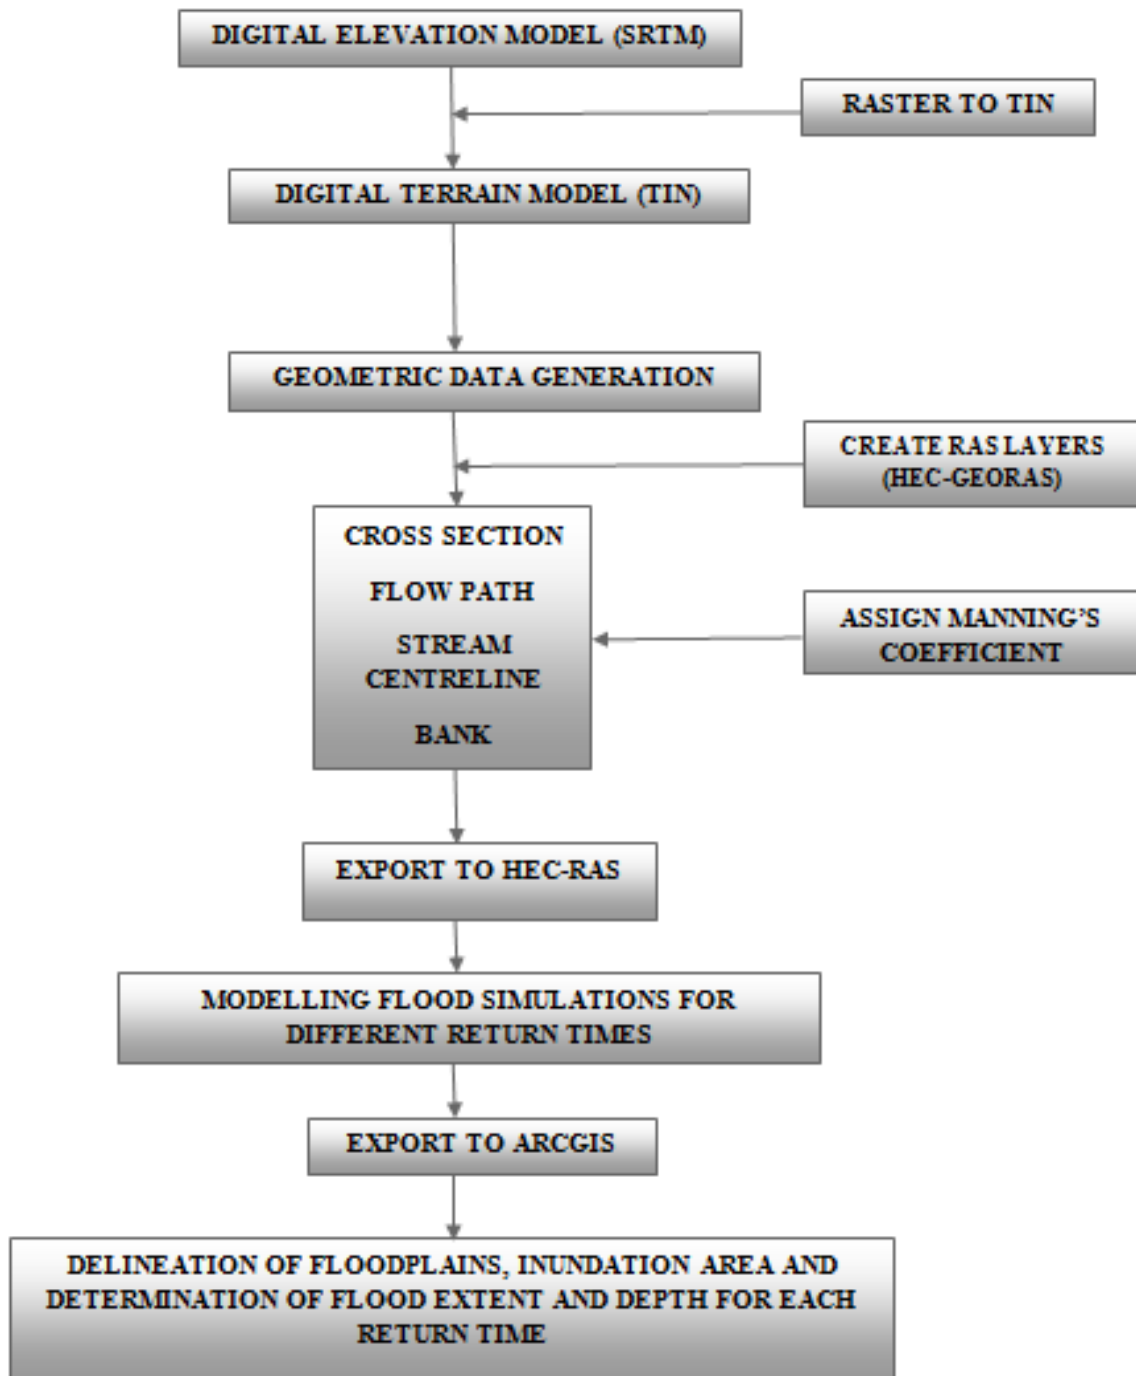 DIGITAL ELEVATION MODEL (SRTM)
RASTER TO TIN
DIGITAL TERRAIN MODEL (TIN)
GEOMETRIC DATA GENERATION
CREATE RAS LAYERS
(HEC-GEORAS)
CROSS SECTION
FLOW PATH
STREAM
CENTRELINE
BANK
ASSIGN MANNING’S
COEFFICIENT
EXPORT TO HEC-RAS
MODELLING FLOOD SIMULATIONS FOR
DIFFERENT RETURN TIMES
EXPORT TO ARCGIS
DELINEATION OF FLOODPLAINS, INUNDATION AREA AND
DETERMINATION OF FLOOD EXTENT AND DEPTH FOR EACH
RETURN TIME